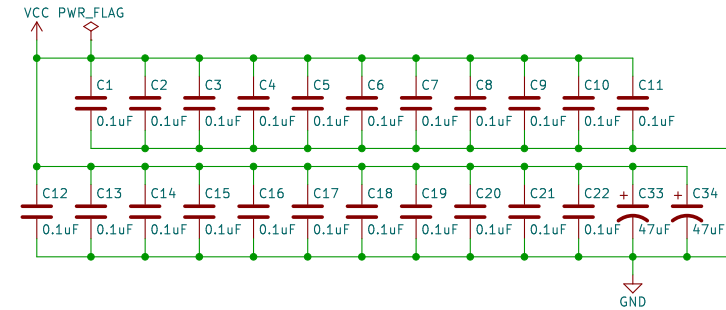 VCC PWR_FLAG
C1 C2 C3 C4 C5 C6 C7 C8 C9 C10 C11
0.1uF 0.1uF 0.1uF 0.1uF 0.1uF 0.1uF 0.1uF 0.1uF 0.1uF 0.1uF 0.1uF
C12 C13 C14 C15 C16 C17 C18 C19 C20 C21 C22 + C33 + C34
0.1uF 0.1uF 0.1uF 0.1uF 0.1uF 0.1uF 0.1uF 0.1uF 0.1uF 0.1uF 0.1uF 47uF 47uF
GND